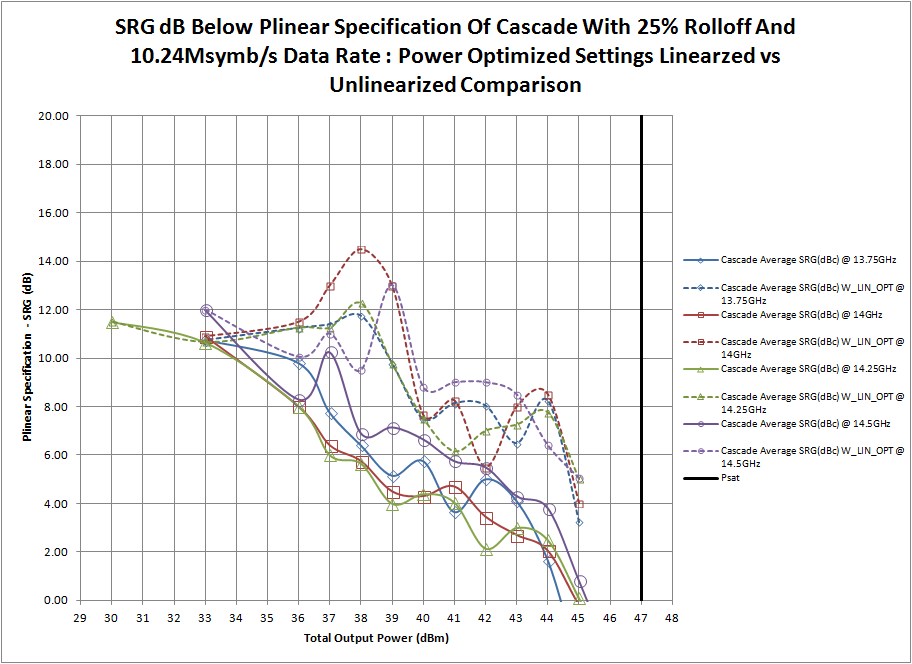 SRG dB Below Plinear Specification Of Cascade With 25% Rolloff And
10.24Msymb/s Data Rate : Power Optimized Settings Linearzed vs
Unlinearized Comparison
20.00
18.00
16.00
14.00
12.00
10.00
8.00
6.00
4.00
2.00
0.00
Plinear Specification - SRG (dB)
29 30 31 32 33 34 35 36 37 38 39 40 41 42 43 44 45 46 47 48
Total Output Power (dBm)
Cascade Average SRG(dBc) @ 13.75GHz
Cascade Average SRG(dBc) W_LIN_OPT @
13.75GHz
Cascade Average SRG(dBc) @ 14GHz
Cascade Average SRG(dBc) W_LIN_OPT @
14GHz
Cascade Average SRG(dBc) @ 14.25GHz
Cascade Average SRG(dBc) W_LIN_OPT @
14.25GHz
Cascade Average SRG(dBc) @ 14.5GHz
Cascade Average SRG(dBc) W_LIN_OPT @
14.5GHz
Psat